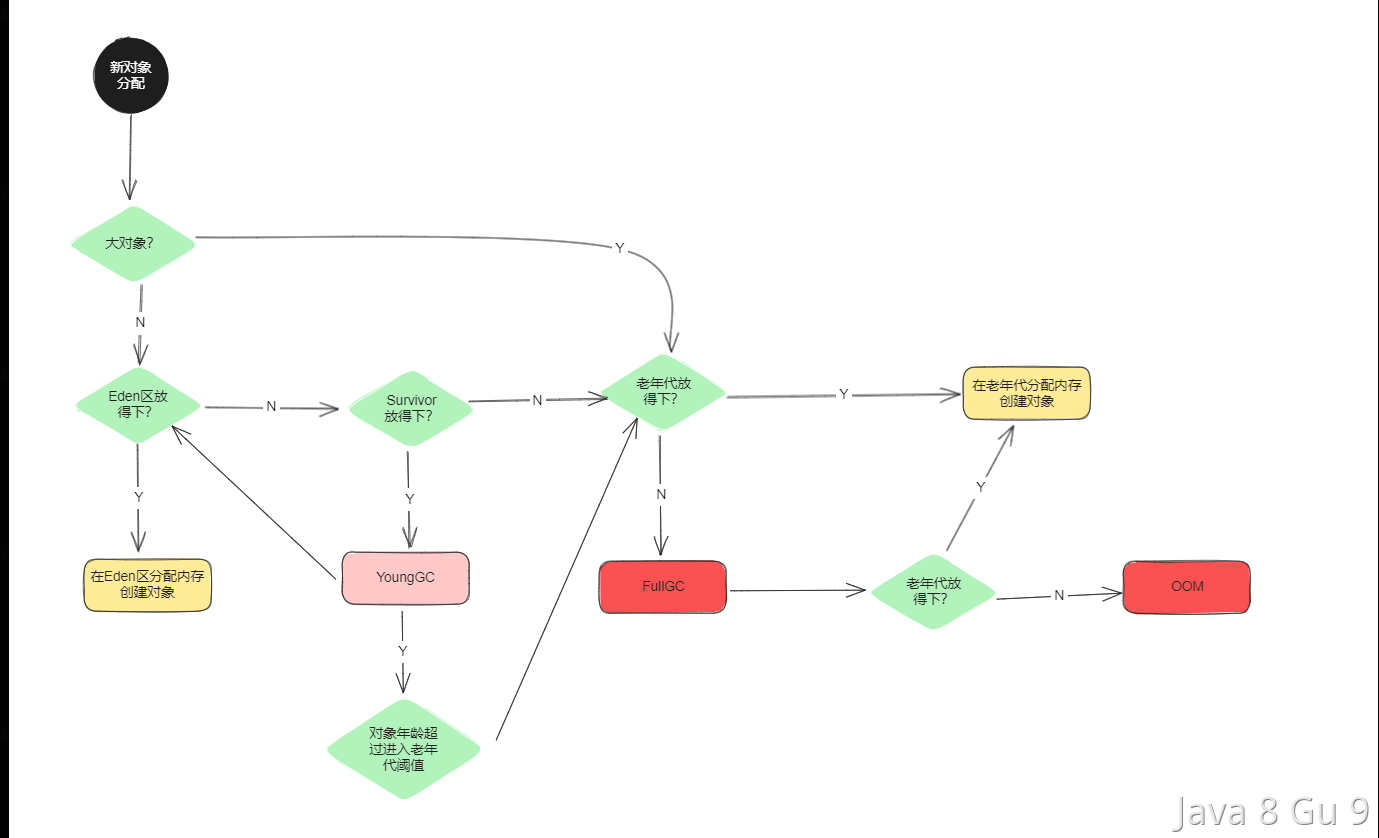 新对象
分配
大对象?
Y
N
Eden区放
得下?
N
Survivor
放得下?
N
老年代放
得下?
Y
在老年代分配内存
创建对象
Y
Y
N
Y
在Eden区分配内存
创建对象
YoungGC
FullGC
老年代放
得下?
N
OOM
Y
对象年龄超
过进入老年
代阈值
Java 8 Gu 9